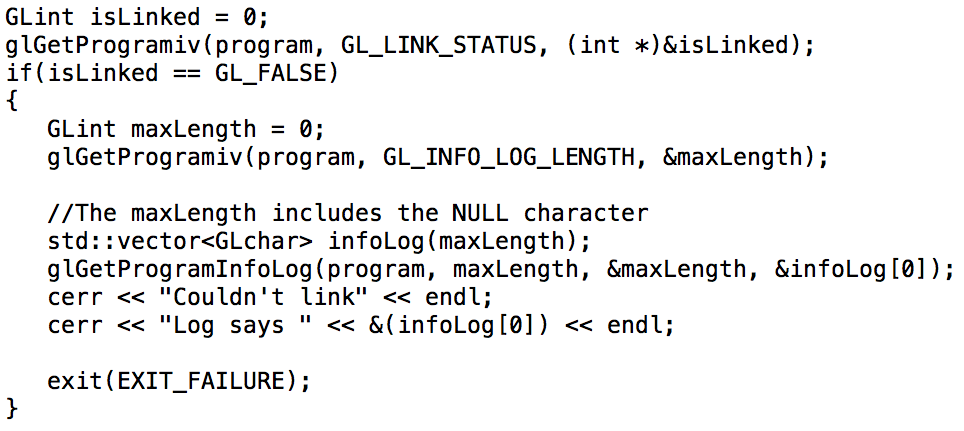 GLint isLinked = 0;
glGetProgramiv(program, GL_LINK_STATUS, (int *)&isLinked);
if(isLinked == GL_FALSE)
{
   GLint maxLength = 0;
   glGetProgramiv(program, GL_INFO_LOG_LENGTH, &maxLength);

   //The maxLength includes the NULL character
   std::vector<GLchar> infoLog(maxLength);
   glGetProgramInfoLog(program, maxLength, &maxLength, &infoLog[0]);
   cerr << "Couldn't link" << endl;
   cerr << "Log says " << &(infoLog[0]) << endl;

   exit(EXIT_FAILURE);
}